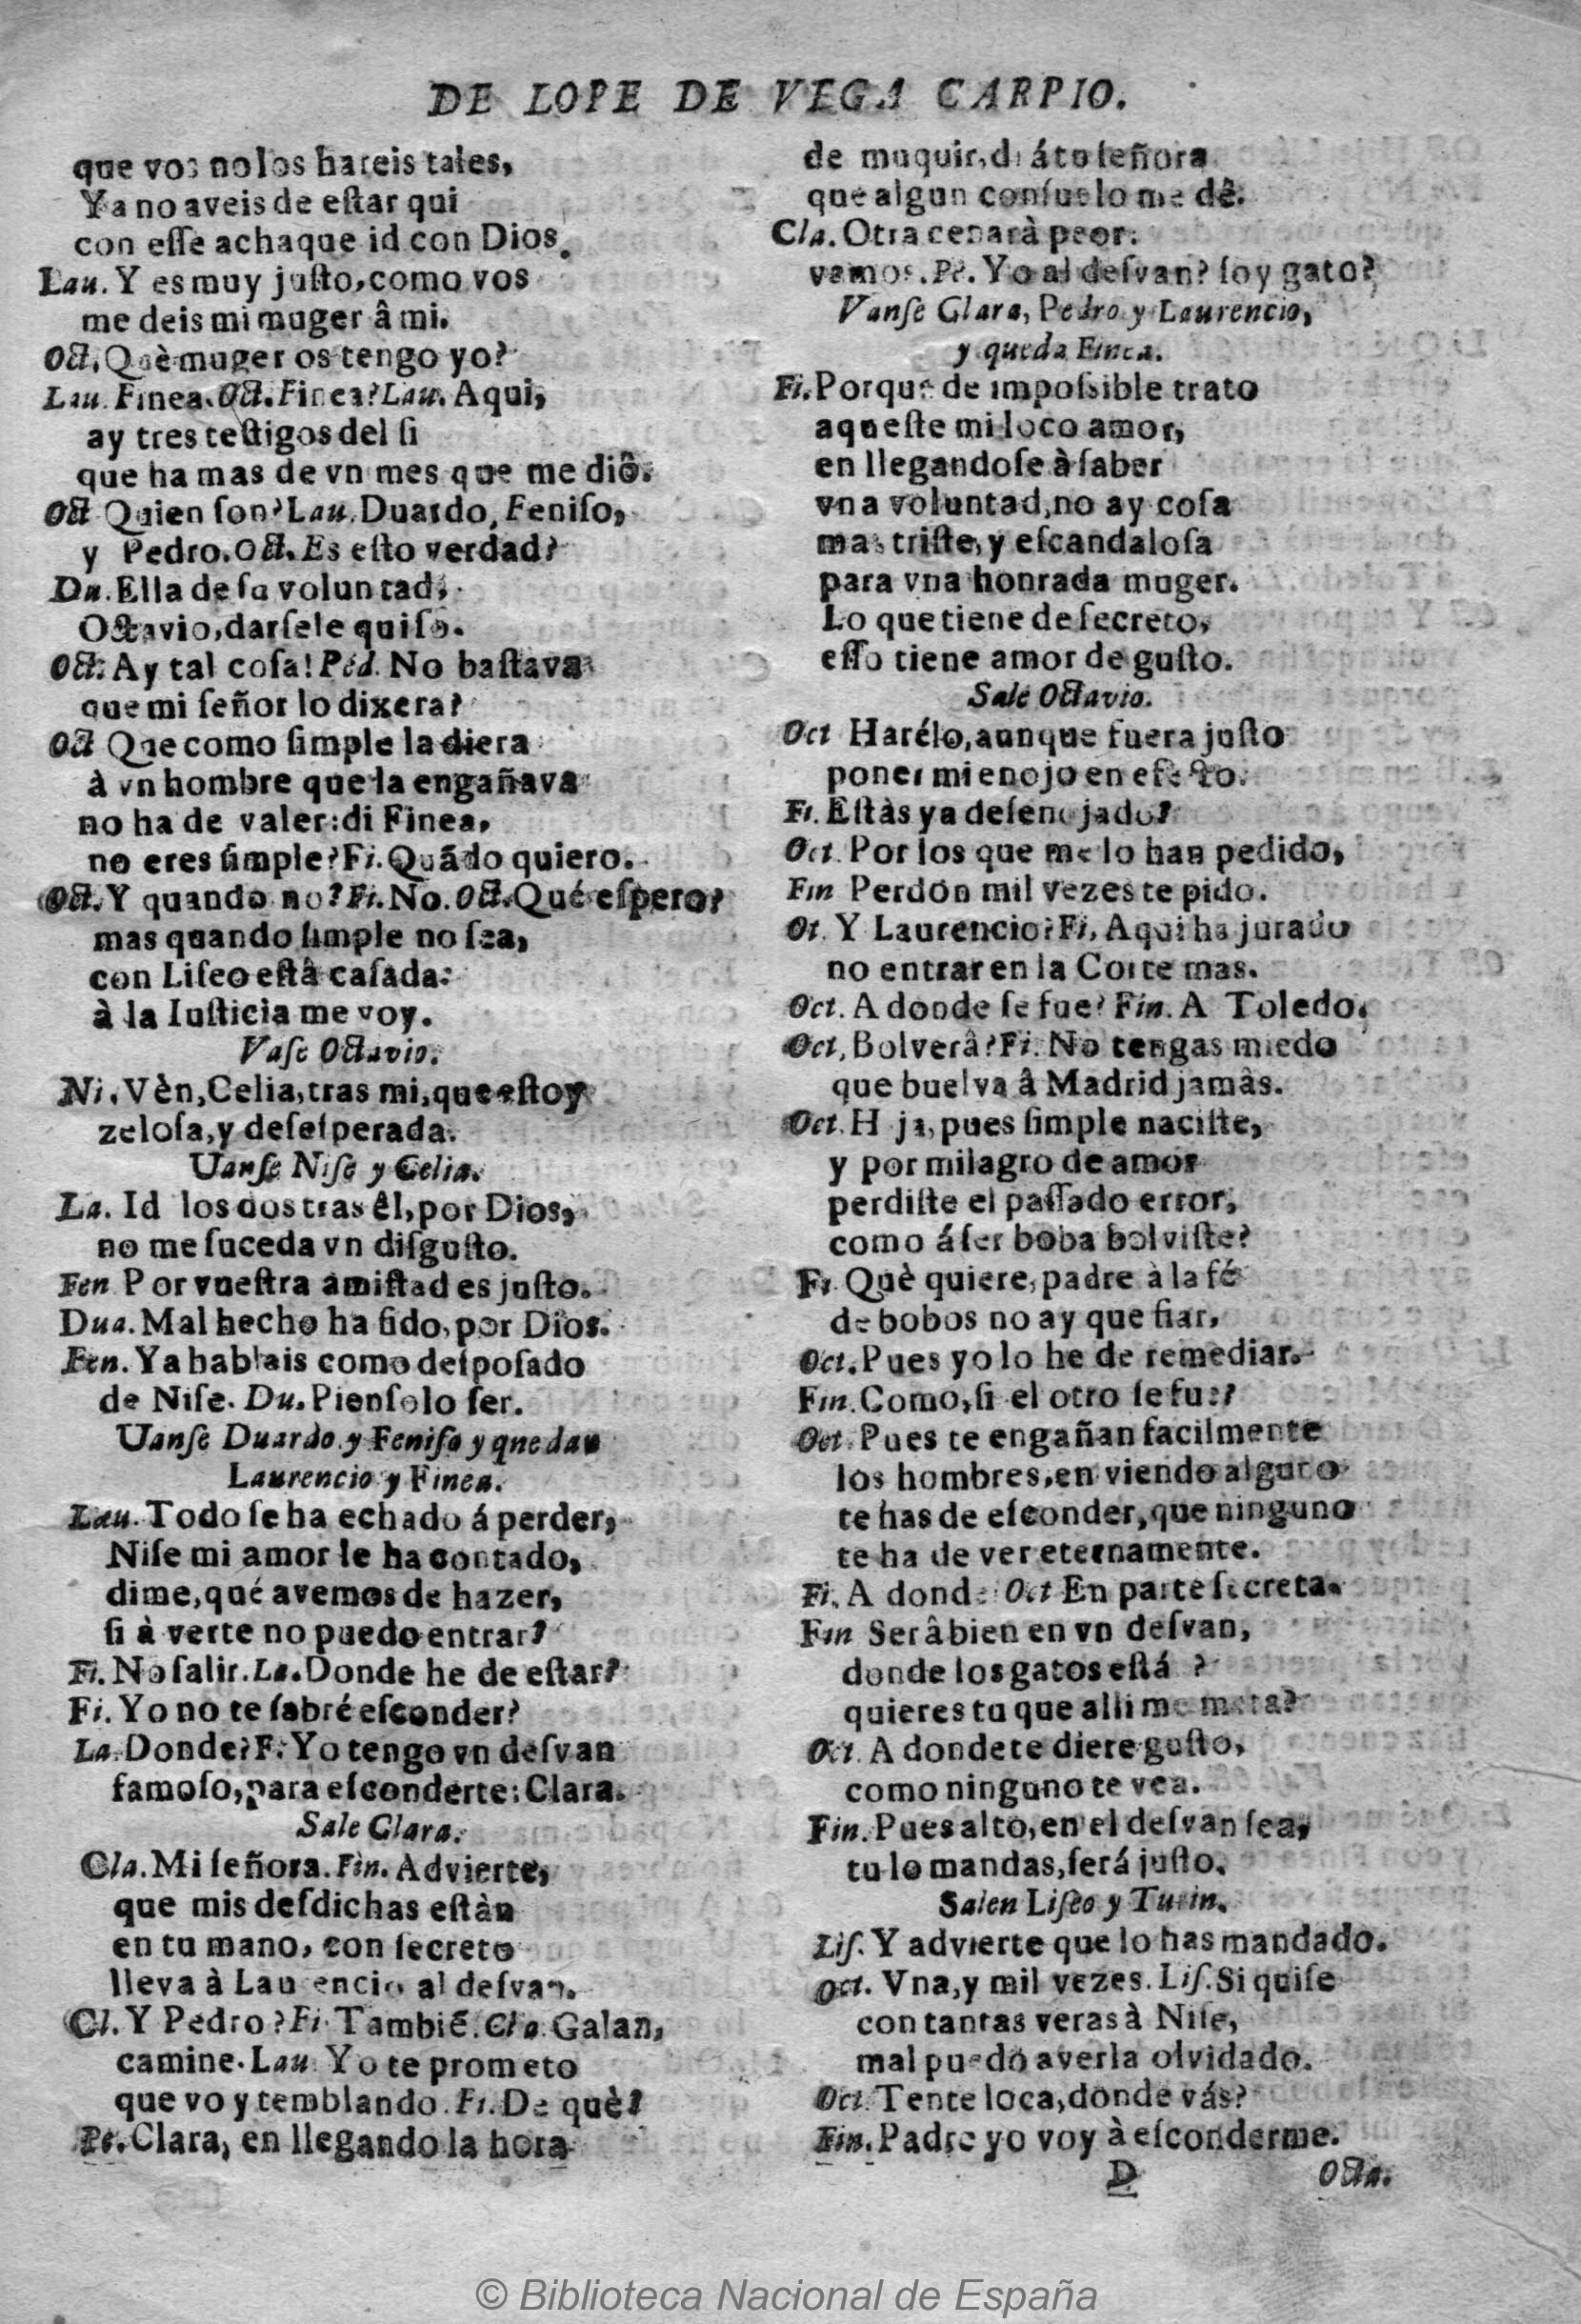 DE LOPE DE VEGA CARPIO.
que vos no los hareis tales,
Ya no aveis de eſtar qui
con eſſe achaque id con Dios.
Lau. Y es muy juſto, como vos
me deis mi muger â mi.
Oct. Què muger os tengo yo?
Lau. Finea. Oct. Finea? Lau. Aqui,
ay tres teſtigos del ſi
que ha mas de vn mes que me diô.
Oct Quien ſon? Lau. Duardo, Feniſo,
y Pedro. Oct. Es eſto verdad?
Du. Ella de ſu voluntad,
Octavio, darſele quiſo.
Oct. Ay tal coſa! Ped. No baſtava
que mi ſeñor lo dixera?
Oct Que como ſimple la diera
à vn hombre que la engañava
no ha de valer: di Finea,
no eres ſimple? Fi. Quãdo quiero.
Oct. Y quando no? Fi. No. Oct. Qué eſpero?
mas quando ſimple no ſea,
con Liſeo eſtâ caſada:
à la Iuſticia me voy.
Vaſe Octavio.
Ni. Vèn, Celia, tras mi, que eſtoy
zeloſa, y deſeſperada.
Vanſe Niſe y Celia.
La. Id los dos tras êl, por Dios,
no me ſuceda vn diſguſto.
Fen Por vueſtra amiſtad es juſto.
Dua. Mal hecho ha ſido, por Dios.
Fen. Ya hablais como deſpoſado
de Niſe. Du. Pienſolo ſer.
Vanſe Duardo y Feniſo y quedan
Laurencio y Finea.
Lau. Todo ſe ha echado á perder,
Niſe mi amor le ha contado,
dime, qué avemos de hazer,
ſi à verte no puedo entrar?
Fi. No ſalir. La. Donde he de eſtar?
Fi. Yo no te ſabré eſconder?
La. Donde? F. Yo tengo vn deſvan
famoſo, para eſconderte: Clara.
Sale Clara.
Cla. Mi ſeñora. Fin. Advierte,
que mis deſdichas eſtàn
en tu mano, con ſecreto
lleva à Laurencio al deſvan.
Cl. Y Pedro? Fi. Tambiẽ. Cla. Galan,
camine. Lau. Yo te prometo
que voy temblando. Fi. De què?
Pe. Clara, en llegando la hora
de muquir, di áto ſeñora
que algun conſuelo me dê.
Cla. Otra cenarà peor.
vamos. Pe. Yo al deſvan? ſoy gato?
Vanſe Clara, Pedro y Laurencio,
y queda Finea.
Fi. Porque de impoſsible trato
aqueſte mi loco amor,
en llegandoſe à ſaber
vna voluntad, no ay coſa
mas triſte, y eſcandaloſa
para vna honrada muger.
Lo que tiene de ſecreto,
eſſo tiene amor de guſto.
Sale Octavio.
Oct Harélo, aunque fuera juſto
poner mi enojo en efecto.
Fi. Eſtàs ya deſenojado?
Oct. Por los que me lo han pedido,
Fin Perdon mil vezes te pido.
Ot. Y Laurencio? Fi, Aqui ha jurado
no entrar en la Corte mas.
Oct. A donde ſe fue? Fin. A Toledo.
Oct, Bolverâ? Fi. No tengas miedo
que buelva â Madrid jamàs.
Oct. H ja, pues ſimple naciſte,
y por milagro de amor
perdiſte el paſſado error,
como á ſer boba bolviſte?
Fi. Què quiere, padre à la fé
de bobos no ay que fiar,
Oct. Pues yo lo he de remediar.
Fin. Como, ſi el otro ſe fue?
Oct. Pues te engañan facilmente
los hombres, en viendo alguno
te has de eſconder, que ninguno
te ha de ver eternamente.
Fi. A donde Oct En parte ſecreta.
Fin Serâ bien en vn deſvan,
donde los gatos eſtá ?
quieres tu que alli me meta?
Oct. A donde te diere guſto,
como ninguno te vea.
Fin. Pues alto, en el deſvan ſea,
tu lo mandas, ſerá juſto.
Salen Liſeo y Turin.
Liſ. Y advierte que lo has mandado.
Oct. Vna, y mil vezes. Liſ. Si quiſe
con tantas veras à Niſe,
mal puedo averla olvidado.
Oct. Tente loca, donde vás?
Fin. Padre yo voy à eſconderme.
D
Octa.
© Biblioteca Nacional de España